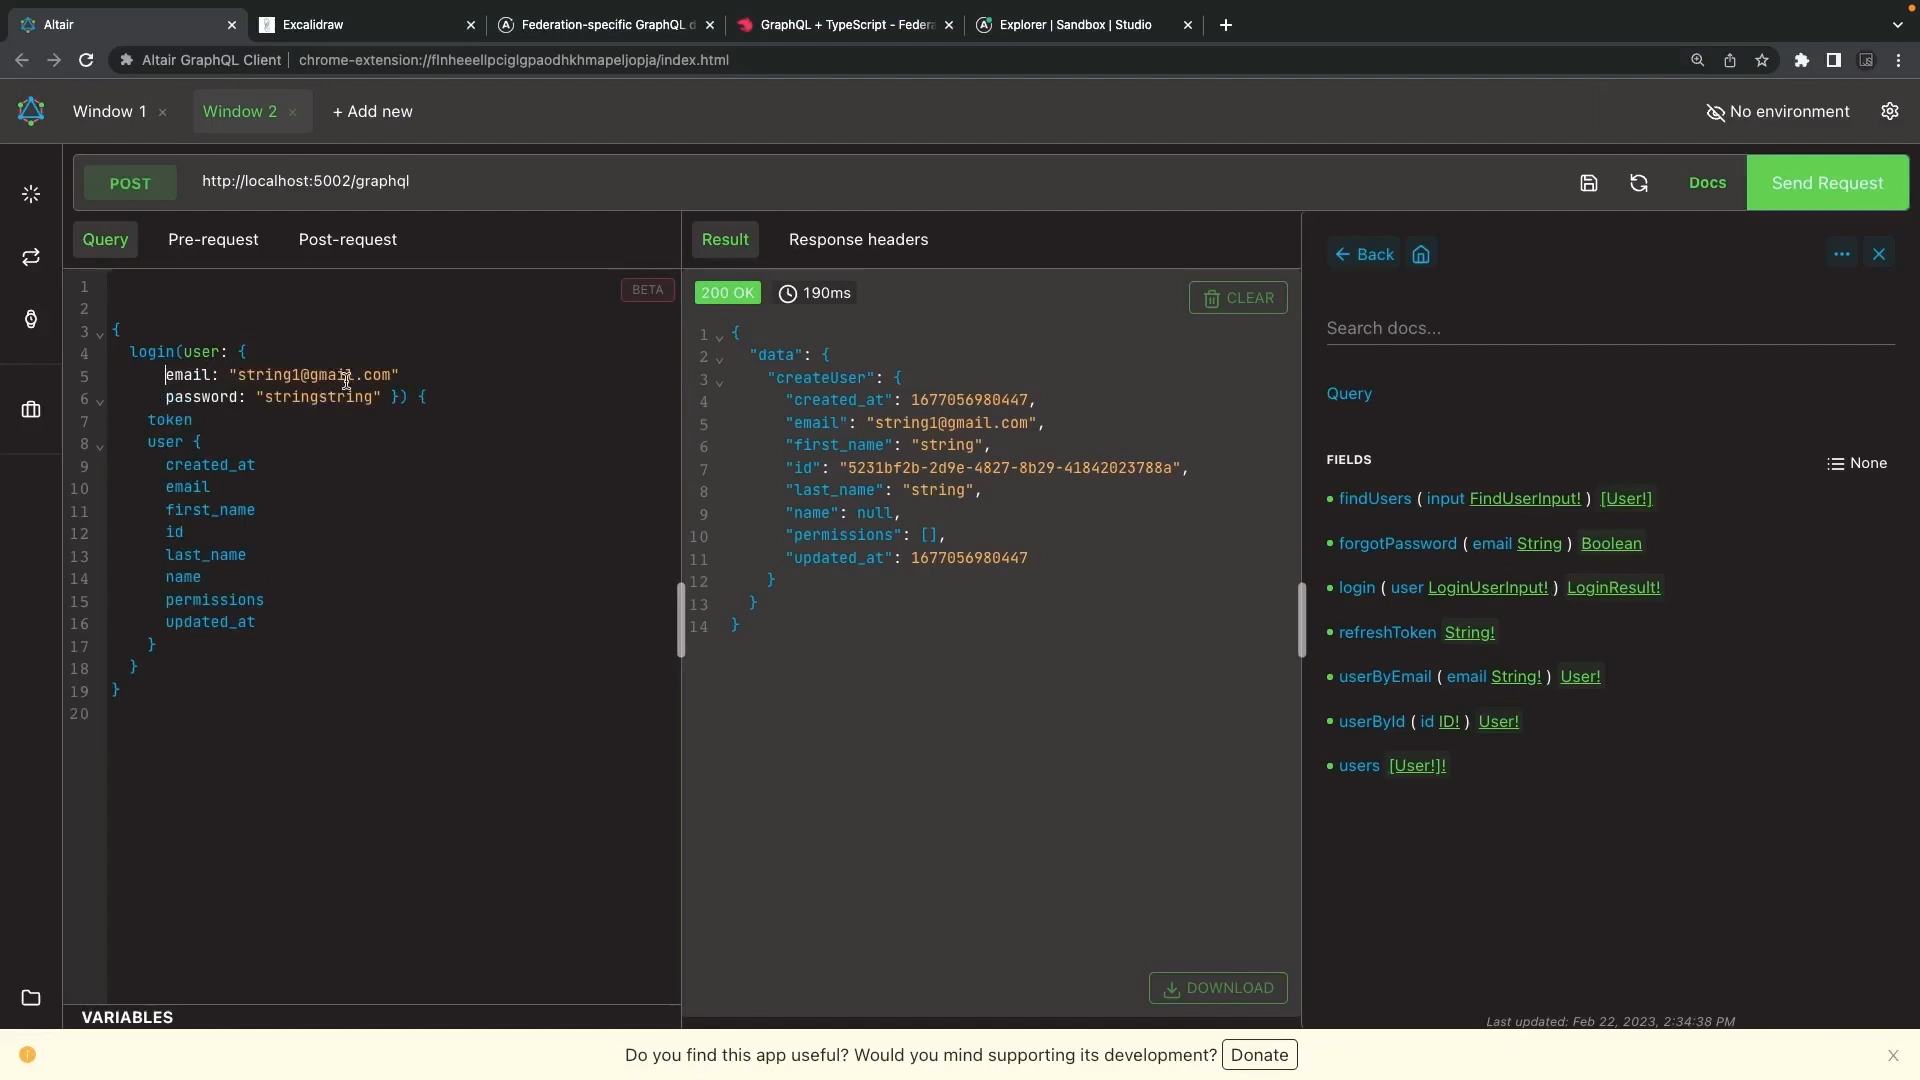 Altair
Excalidraw
Federation-specific GraphQL d
GraphQL + TypeScript - Federa
Explorer | Sandbox | Studio
Altair GraphQL Client | chrome-extension://flnheeellpciglgpaodhkhmapeljopja/index.html
Window 1
Window 2
+ Add new
No environment
POST
http://localhost:5002/graphql
Docs
Send Request
Query
Pre-request
Post-request
BETA
1
2
3 {
4 login(user: {
5 email: "string1@gmail.com"
6 password: "stringstring" }) {
7 token
8 user {
9 created_at
10 email
11 first_name
12 id
13 last_name
14 name
15 permissions
16 updated_at
17 }
18 }
19 }
20
VARIABLES
Result
Response headers
200 OK
190ms
CLEAR
1 {
2 "data": {
3 "createUser": {
4 "created_at": 1677056980447,
5 "email": "string1@gmail.com",
6 "first_name": "string",
7 "id": "5231bf2b-2d9e-4827-8b29-41842023788a",
8 "last_name": "string",
9 "name": null,
10 "permissions": [],
11 "updated_at": 1677056980447
12 }
13 }
14 }
DOWNLOAD
Back
Search docs...
Query
FIELDS
None
findUsers ( input FindUserInput! ) [User!]
forgotPassword ( email String ) Boolean
login ( user LoginUserInput! ) LoginResult!
refreshToken String!
userByEmail ( email String! ) User!
userById ( id ID! ) User!
users [User!]!
Last updated: Feb 22, 2023, 2:34:38 PM
Do you find this app useful? Would you mind supporting its development? Donate